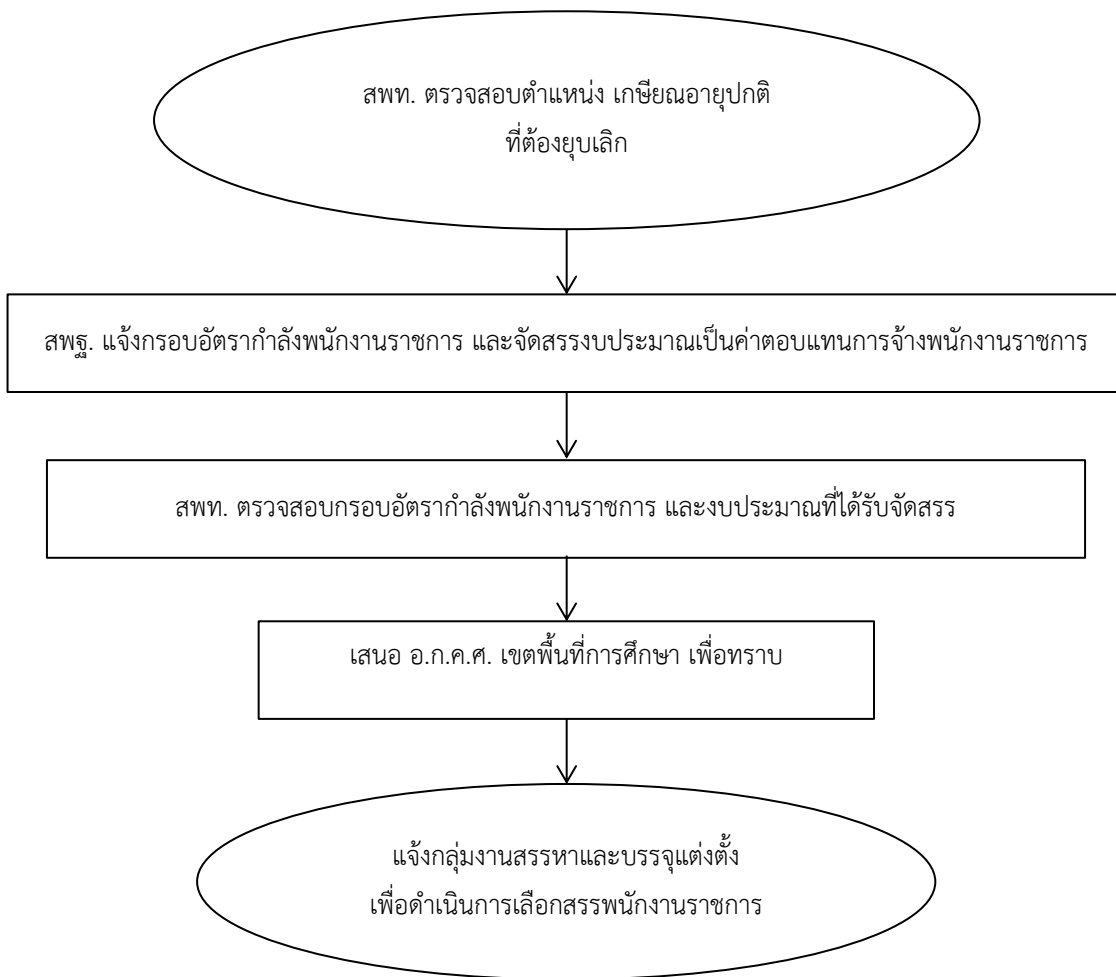 สพท. ตรวจสอบตำแหน่ง เกษียณอายุปกติ
ที่ต้องยุบเลิก
สพฐ. แจ้งกรอบอัตรากำลังพนักงานราชการ และจัดสรรงบประมาณเป็นค่าตอบแทนการจ้างพนักงานราชการ
สพท. ตรวจสอบกรอบอัตรากำลังพนักงานราชการ และงบประมาณที่ได้รับจัดสรร
เสนอ อ.ก.ค.ศ. เขตพื้นที่การศึกษา เพื่อทราบ
แจ้งกลุ่มงานสรรหาและบรรจุแต่งตั้ง
เพื่อดำเนินการเลือกสรรพนักงานราชการ